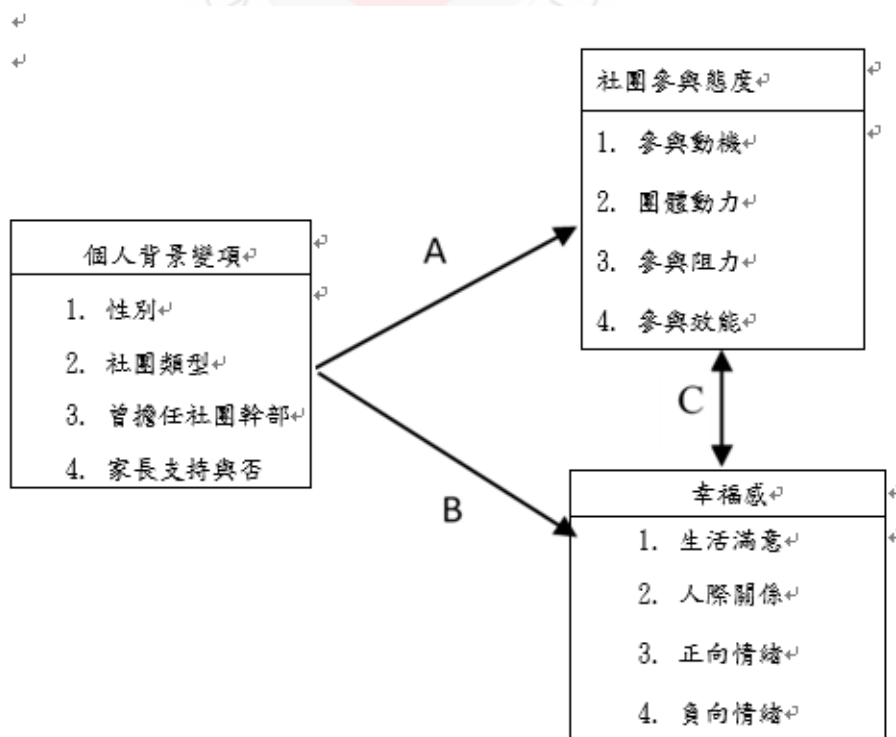 社團參與態度
1. 參與動機
2. 團體動力
3. 參與阻力
4. 參與效能
個人背景變項
1. 性別
2. 社團類型
3. 曾擔任社團幹部
4. 家長支持與否
A
B
C
幸福感
1. 生活滿意
2. 人際關係
3. 正向情緒
4. 負向情緒